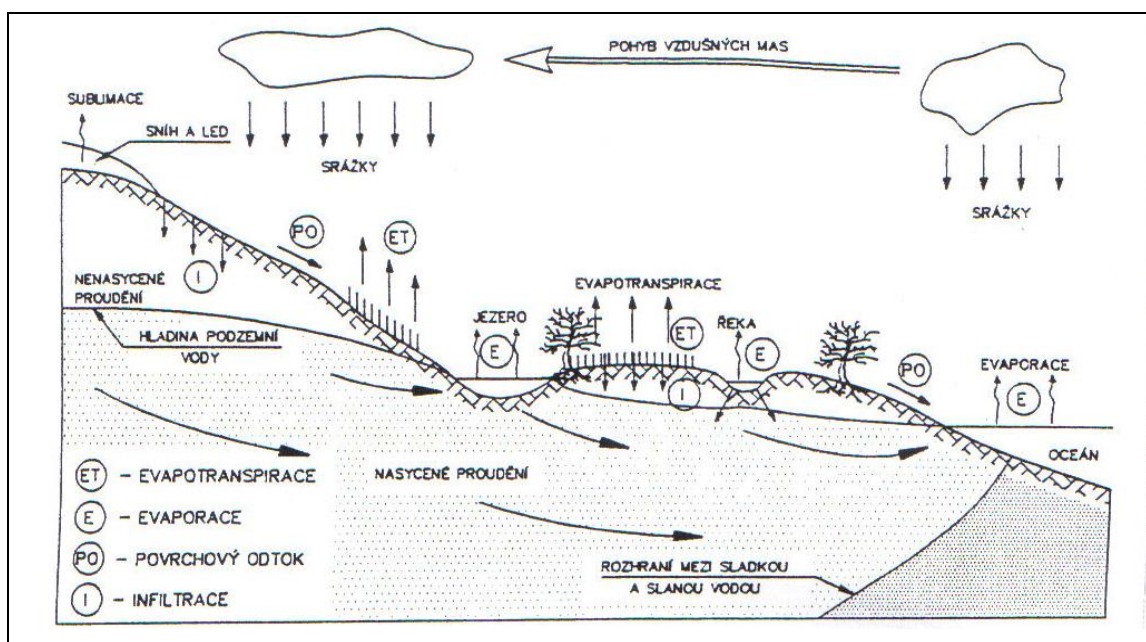 POHYB VZDUŠNÝCH MAS
SUBLIMACE
SNÍH A LED
SRÁŽKY
SRÁŽKY
PO
ET
I
NENASYCENÉ
PROUDĚNÍ
HLADINA PODZEMNÍ
VODY
EVAPOTRANSPIRACE
JEZERO
E
ET
ŘEKA
E
I
PO
EVAPORACE
E
OCEÁN
NASYCENÉ PROUDĚNÍ
ET – EVAPOTRANSPIRACE
E – EVAPORACE
PO – POVRCHOVÝ ODTOK
I – INFILTRACE
ROZHRANÍ MEZI SLADKOU
A SLANOU VODOU